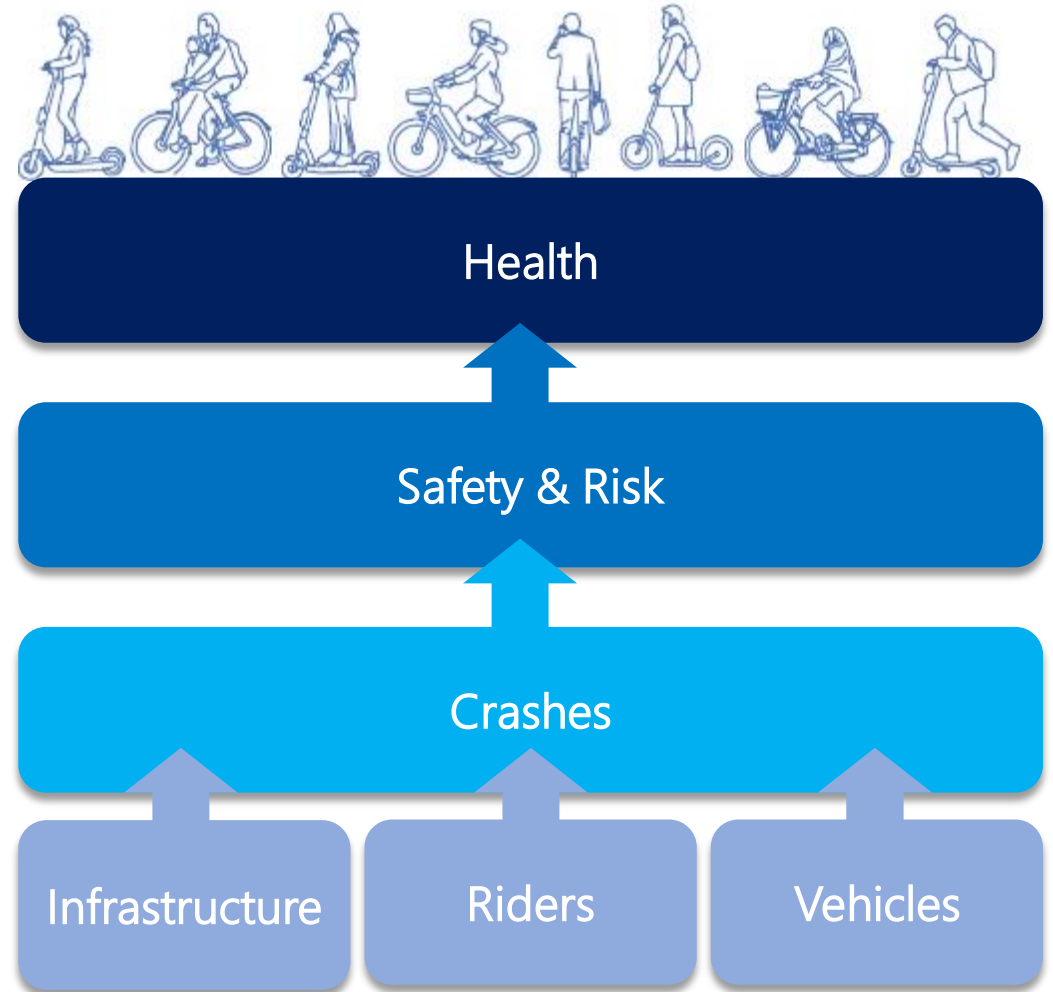 Health
Safety & Risk
Crashes
Infrastructure
Riders
Vehicles